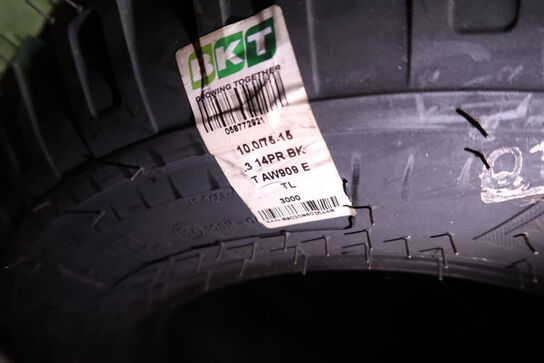 BKT
GROWING TOGETHER
058772921
10.0/75-15
.3 14PR BK
T AW909 E
TL
3000